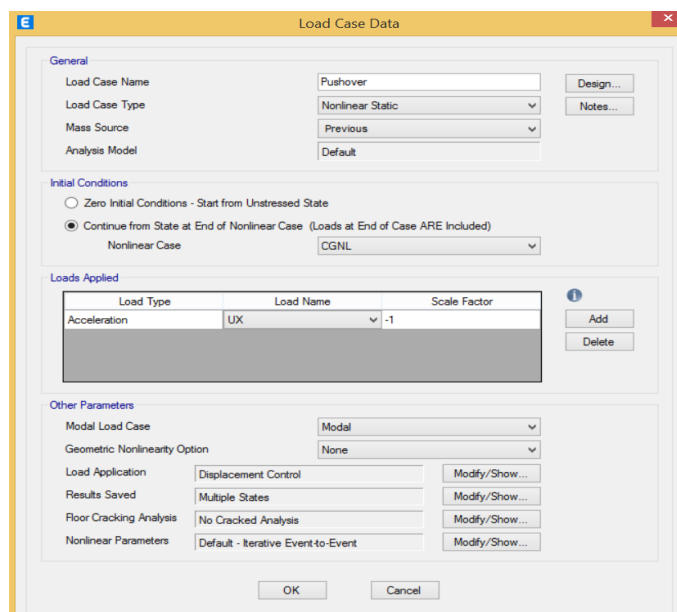 E Load Case Data
General
Load Case Name Pushover Design...
Load Case Type Nonlinear Static Notes...
Mass Source Previous
Analysis Model Default
Initial Conditions
Zero Initial Conditions - Start from Unstressed State
Continue from State at End of Nonlinear Case (Loads at End of Case ARE Included)
Nonlinear Case CGNL
Loads Applied
Load Type Load Name Scale Factor
Acceleration UX -1 Add
Delete
Other Parameters
Modal Load Case Modal
Geometric Nonlinearity Option None
Load Application Displacement Control Modify/Show...
Results Saved Multiple States Modify/Show...
Floor Cracking Analysis No Cracked Analysis Modify/Show...
Nonlinear Parameters Default - Iterative Event-to-Event Modify/Show...
OK Cancel